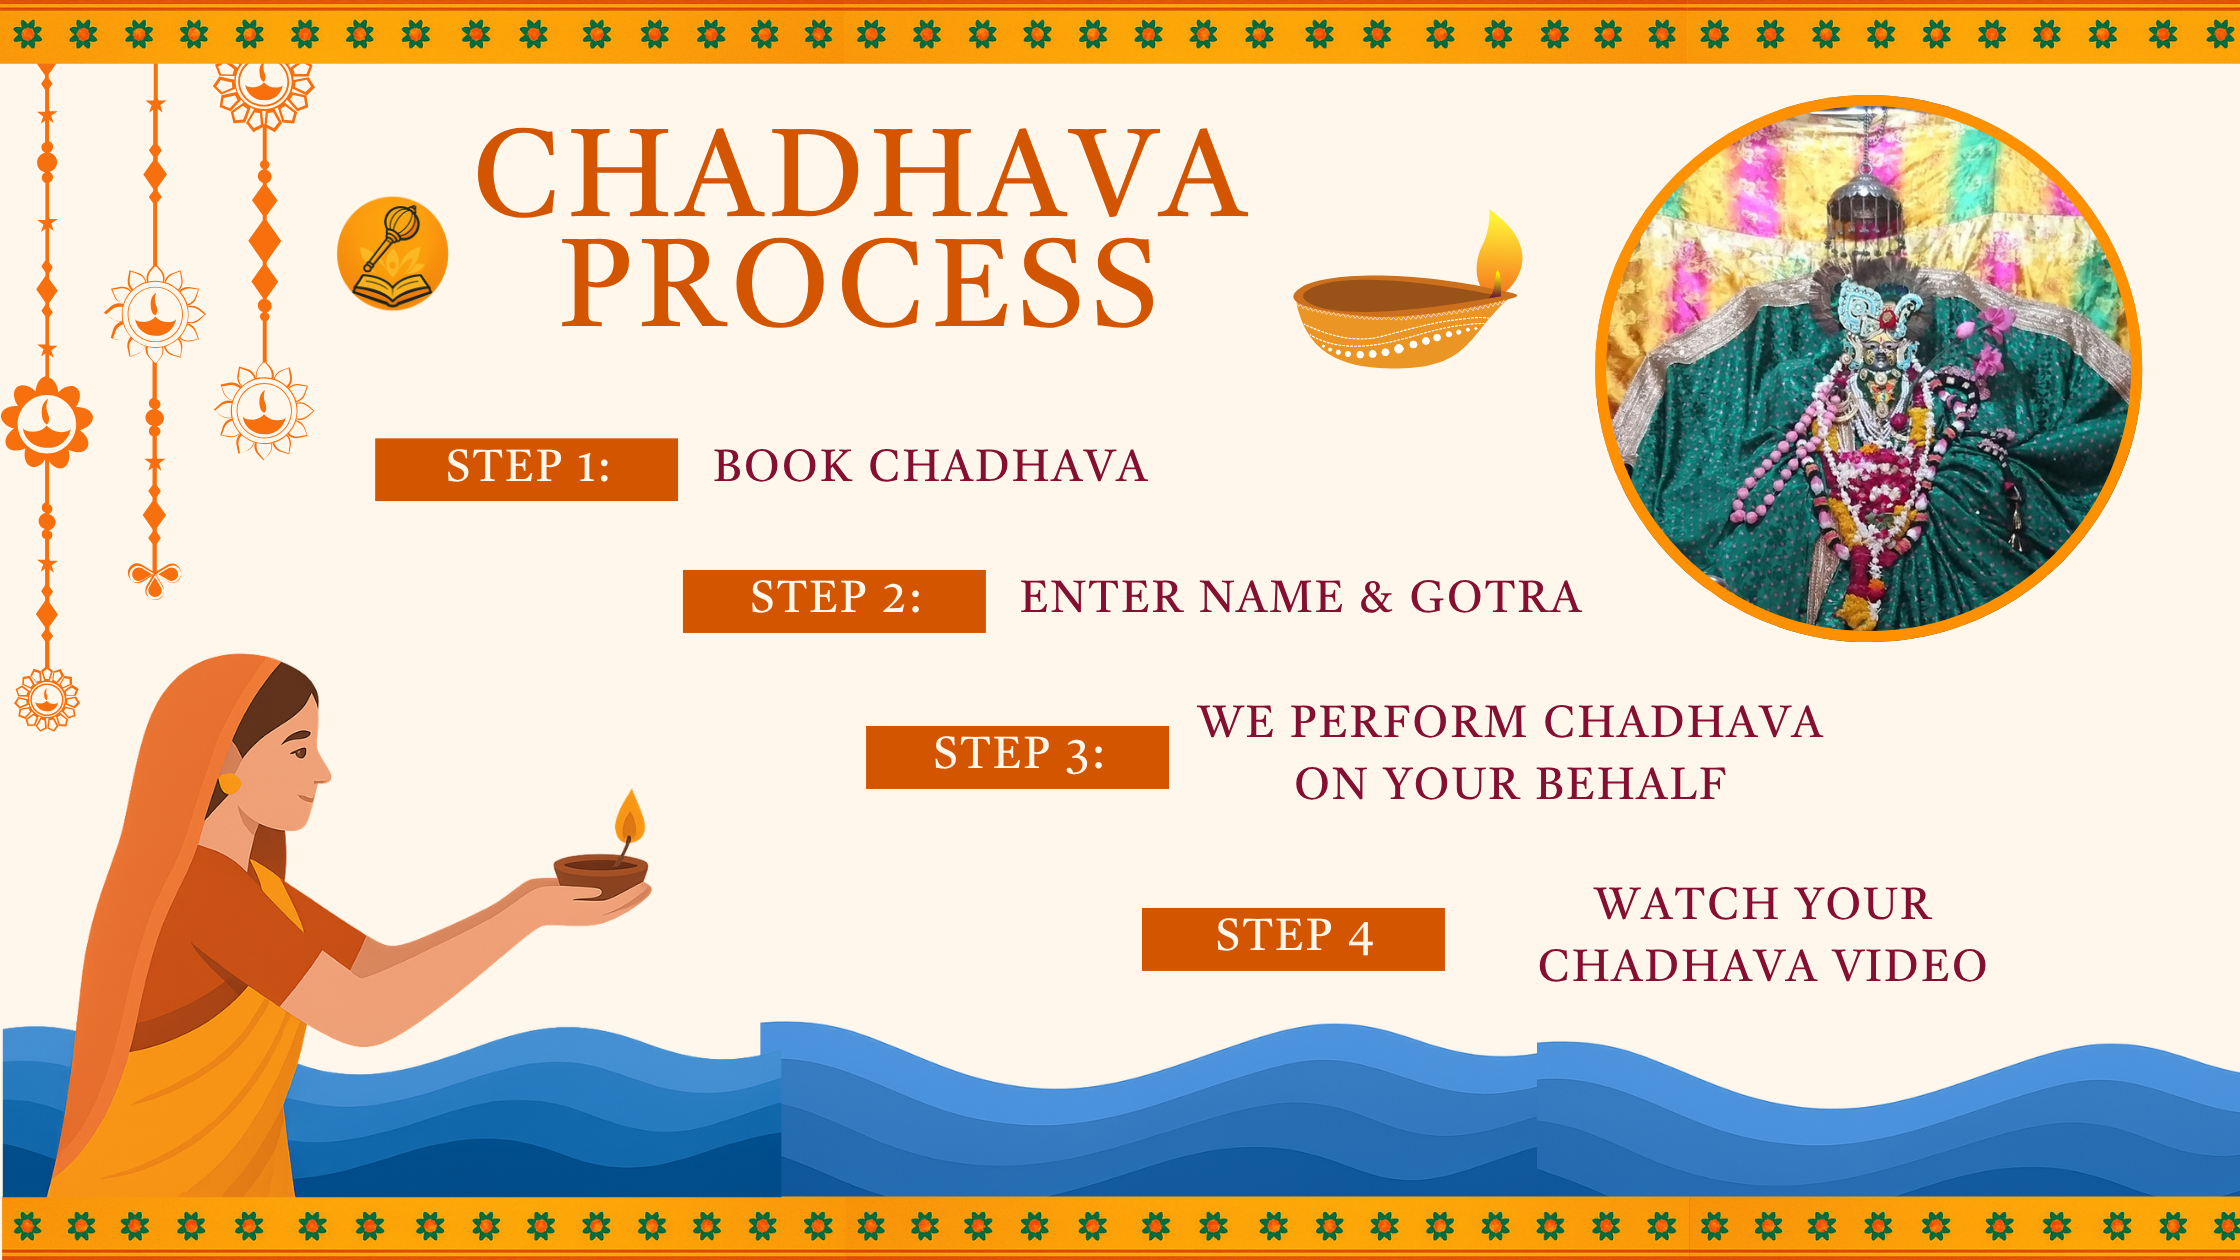 CHADHAVA
PROCESS
STEP 1: BOOK CHADHAVA
STEP 2: ENTER NAME & GOTRA
STEP 3: WE PERFORM CHADHAVA
ON YOUR BEHALF
STEP 4 WATCH YOUR
CHADHAVA VIDEO